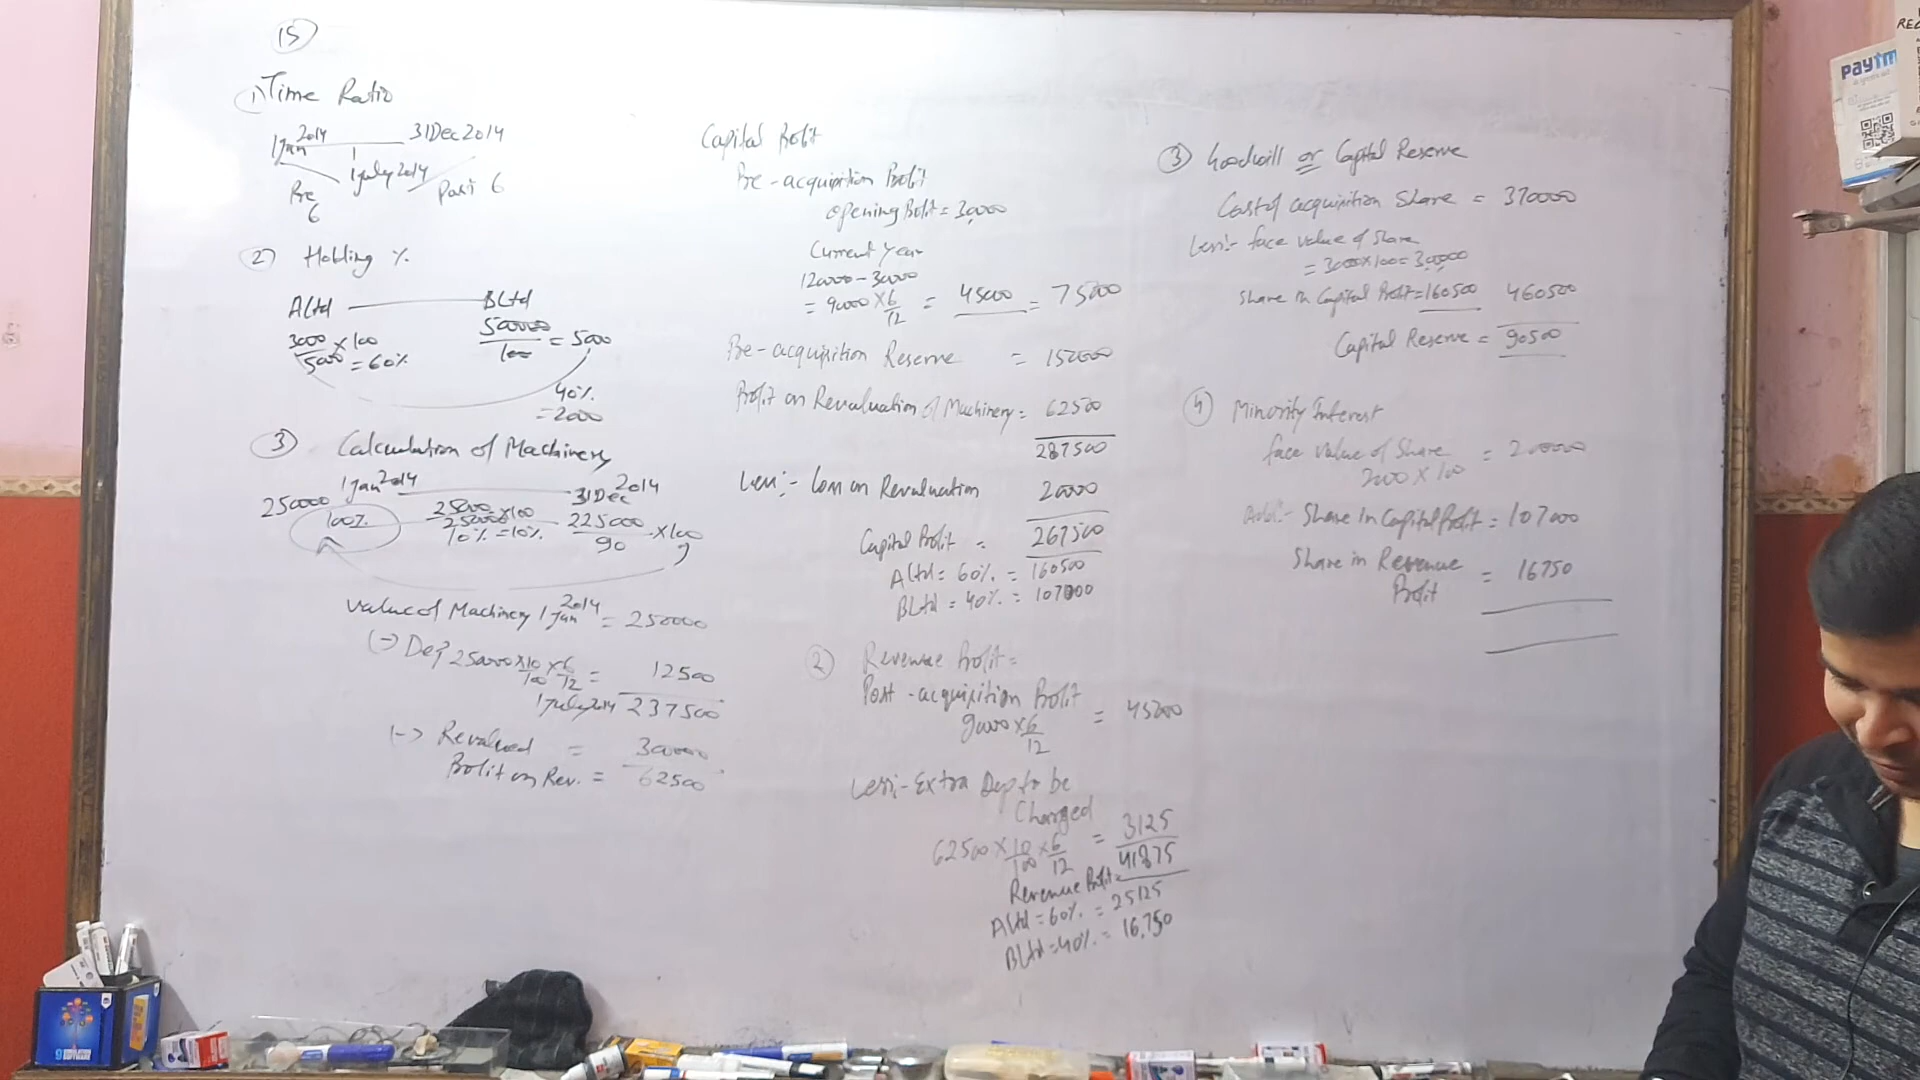 15
1) Time Ratio
1 Jan 2014 31 Dec 2014
1 July 2014
Pre 6
Post 6
2) Holding %
A Ltd B Ltd
3000/5000 × 100 = 60%
500000/100 = 5000
40%
= 2000
3) Calculation of Machinery
1 Jan 2014 31 Dec 2014
250000
100% 25000/250000 × 100 225000/90 × 100
10% = 10%
Value of Machinery 1 Jan 2014 = 250000
(-) Dep 250000 × 10/100 × 6/12 = 12500
1 July 2014 237500
(-) Revalued = 300000
Profit on Rev. = 62500
Capital Profit
Pre-acquisition Profit
Opening Profit = 30,000
Current Year
120000 - 30000
= 90000 × 6/12 = 45000 = 75000
Pre-acquisition Reserve = 150000
Profit on Revaluation of Machinery = 62500
287500
Less:- Loss on Revaluation 20000
Capital Profit = 267500
A Ltd = 60% = 160500
B Ltd = 40% = 107000
2) Revenue Profit =
Post-acquisition Profit
90000 × 6/12 = 45000
Less:- Extra Dep to be
Charged
62500 × 10/100 × 6/12 = 3125
Revenue Profit = 41875
A Ltd = 60% = 25125
B Ltd = 40% = 16,750
3) Goodwill or Capital Reserve
Cost of acquisition Share = 370000
Less:- face value of Share
= 3000 × 100 = 300000
Share in Capital Profit = 160500 460500
Capital Reserve = 90500
4) Minority Interest
face value of Share = 200000
2000 × 100
Add:- Share In Capital Profit = 107000
Share in Revenue
Profit = 16750
Paytm